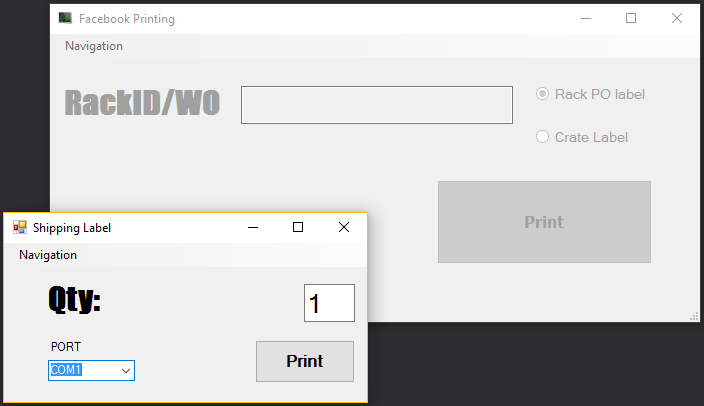 Facebook Printing
Navigation
RackID/WO
Rack PO label
Crate Label
Print
Shipping Label
Navigation
Qty:
1
PORT
COM1
Print